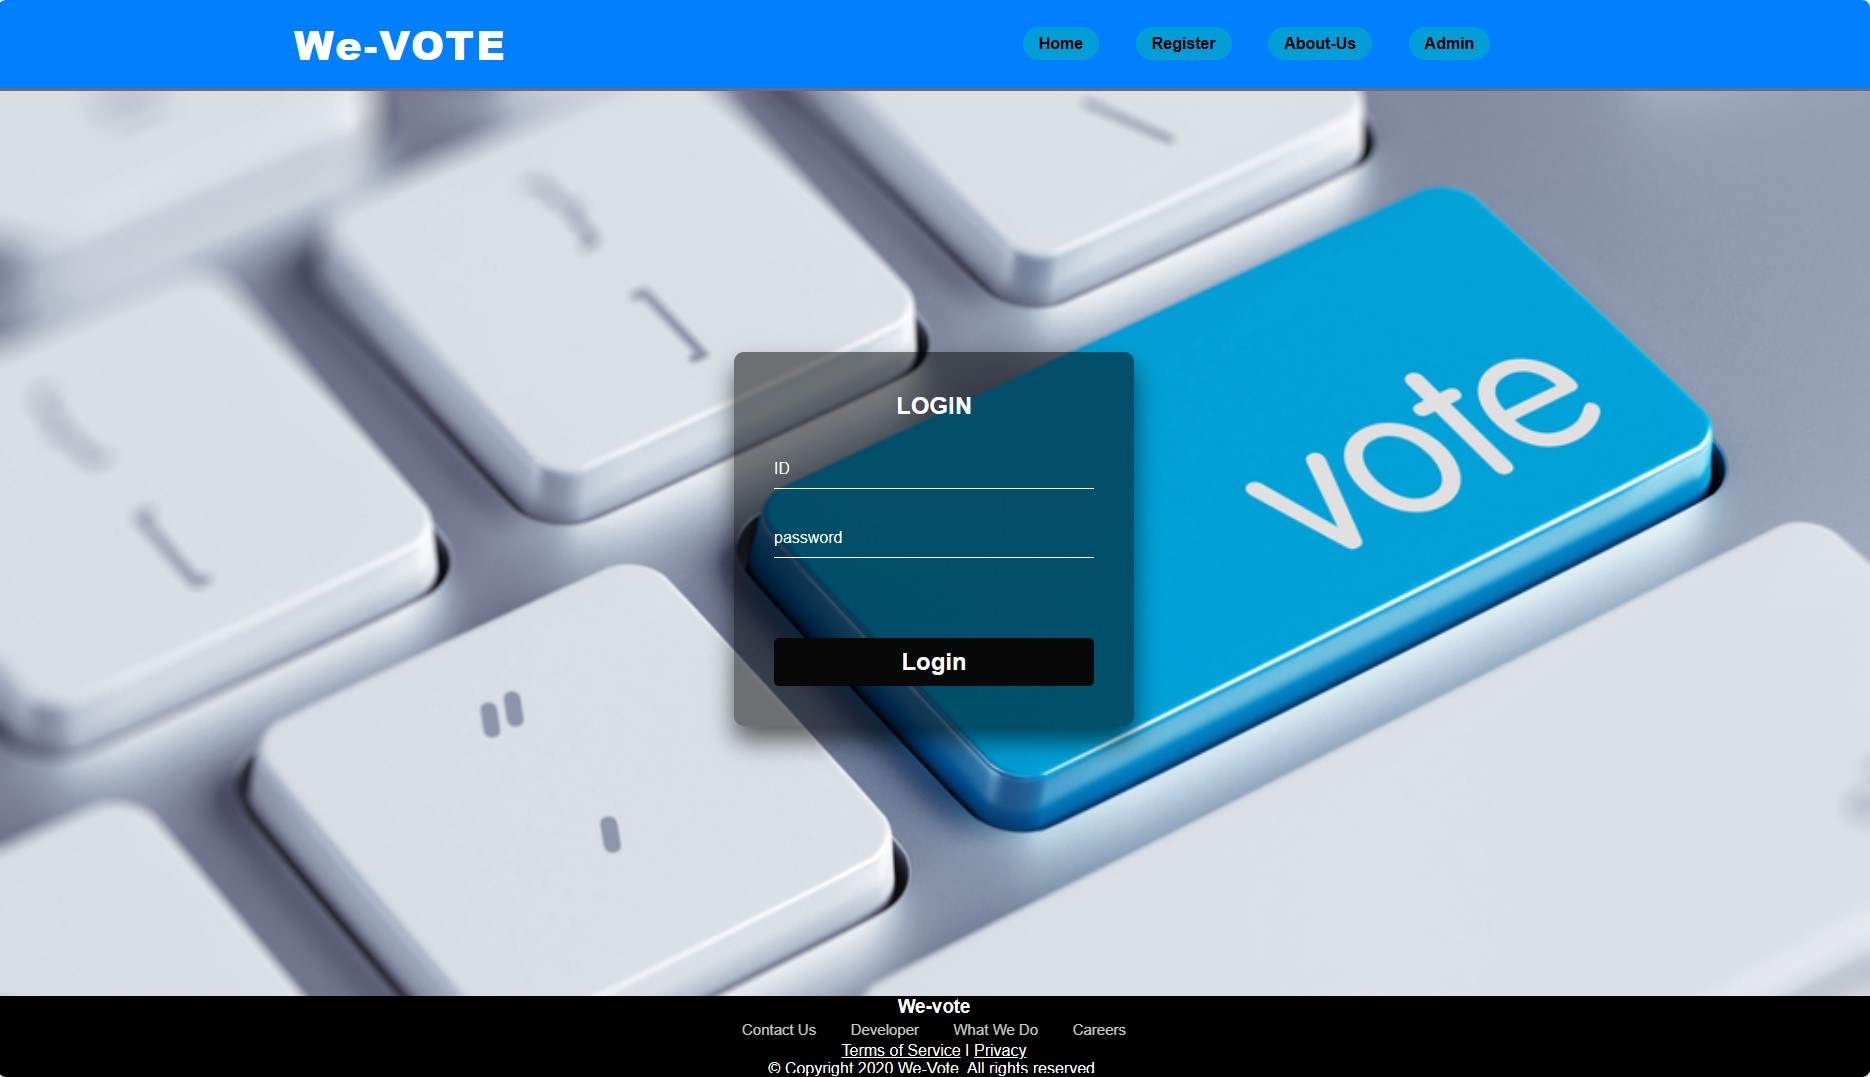 We-VOTE
Home Register About-Us Admin
vote
LOGIN
ID
password
Login
We-vote
Contact Us Developer What We Do Careers
Terms of Service | Privacy
© Copyright 2020 We-Vote All rights reserved